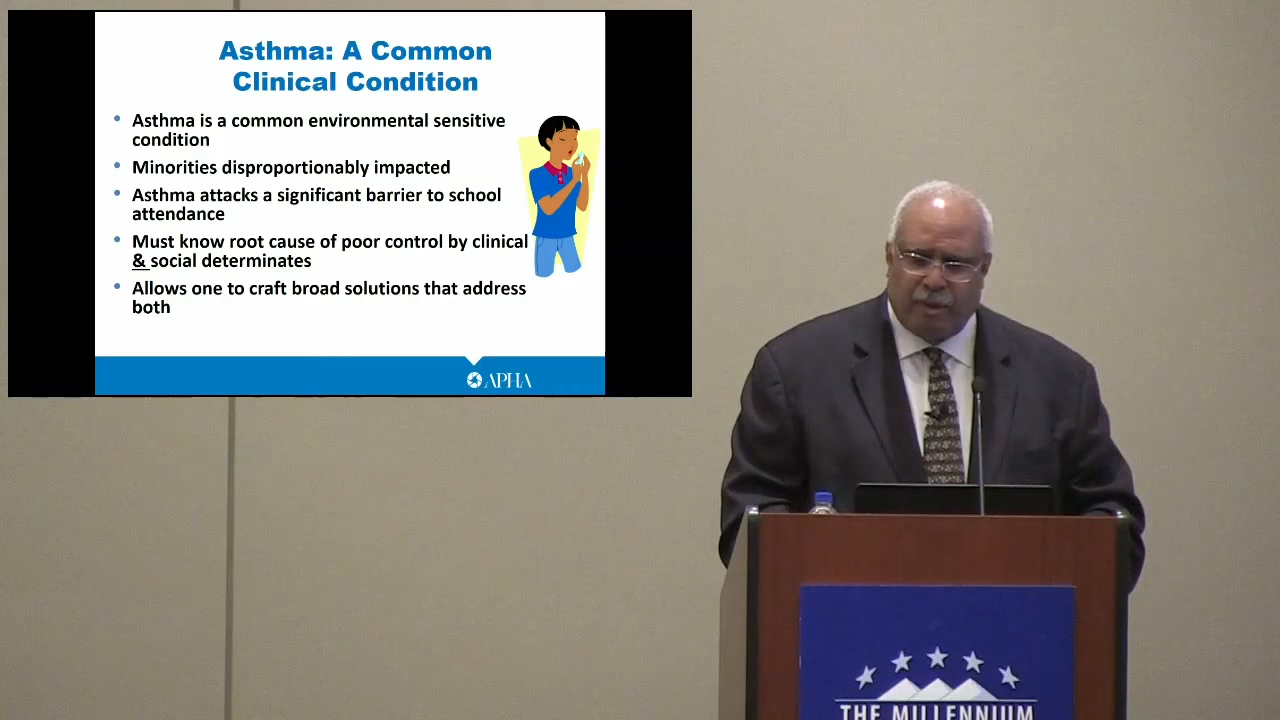 Asthma: A Common
Clinical Condition
• Asthma is a common environmental sensitive
condition
• Minorities disproportionably impacted
• Asthma attacks a significant barrier to school
attendance
• Must know root cause of poor control by clinical
& social determinates
• Allows one to craft broad solutions that address
both
APHA
THE MILLENNIUM